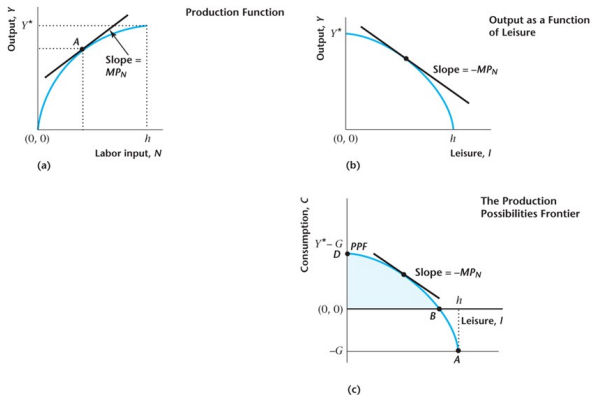 Production Function
Output, Y
Y*
A
Slope =
MPN
(0, 0)
h
Labor input, N
(a)
Output as a Function
of Leisure
Output, Y
Y*
Slope = –MPN
(0, 0)
h
Leisure, l
(b)
The Production
Possibilities Frontier
Consumption, C
Y*– G
PPF
D
Slope = –MPN
(0, 0)
h
B
Leisure, l
–G
A
(c)